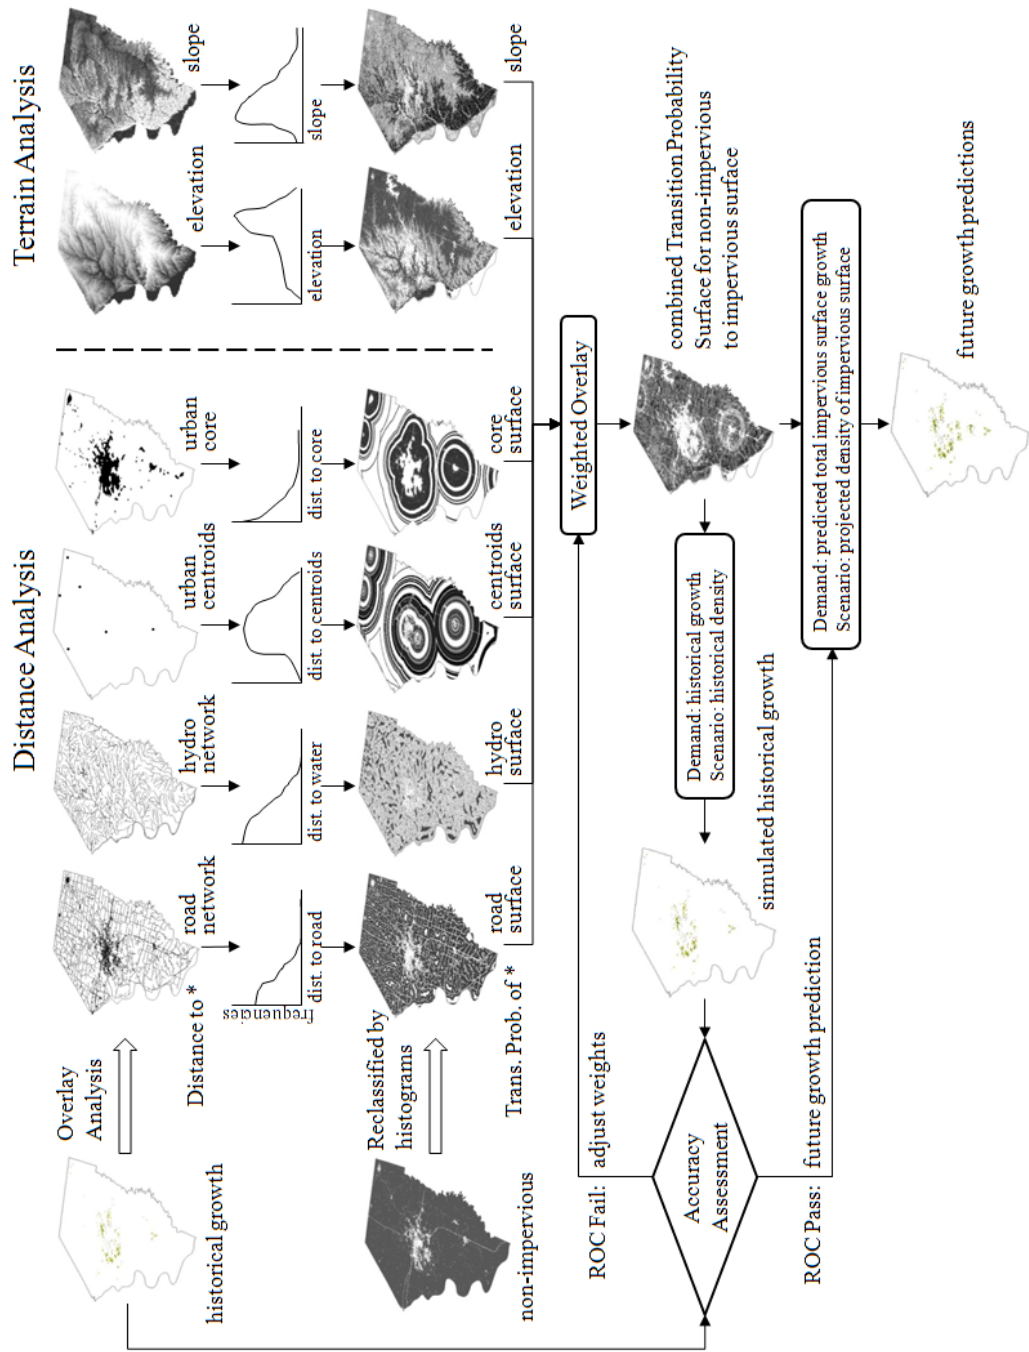 Distance Analysis
Terrain Analysis
Overlay
Analysis
historical growth
Distance to *
road
network
hydro
network
urban
centroids
urban
core
elevation
slope
frequencies
dist. to road
dist. to water
dist. to centroids
dist. to core
elevation
slope
Reclassified by
histograms
non-impervious
Trans. Prob. of *
road
surface
hydro
surface
centroids
surface
core
surface
elevation
slope
Weighted Overlay
ROC Fail: adjust weights
combined Transition Probability
Surface for non-impervious
to impervious surface
Accuracy
Assessment
Demand: historical growth
Scenario: historical density
simulated historical growth
ROC Pass: future growth prediction
Demand: predicted total impervious surface growth
Scenario: projected density of impervious surface
future growth predictions